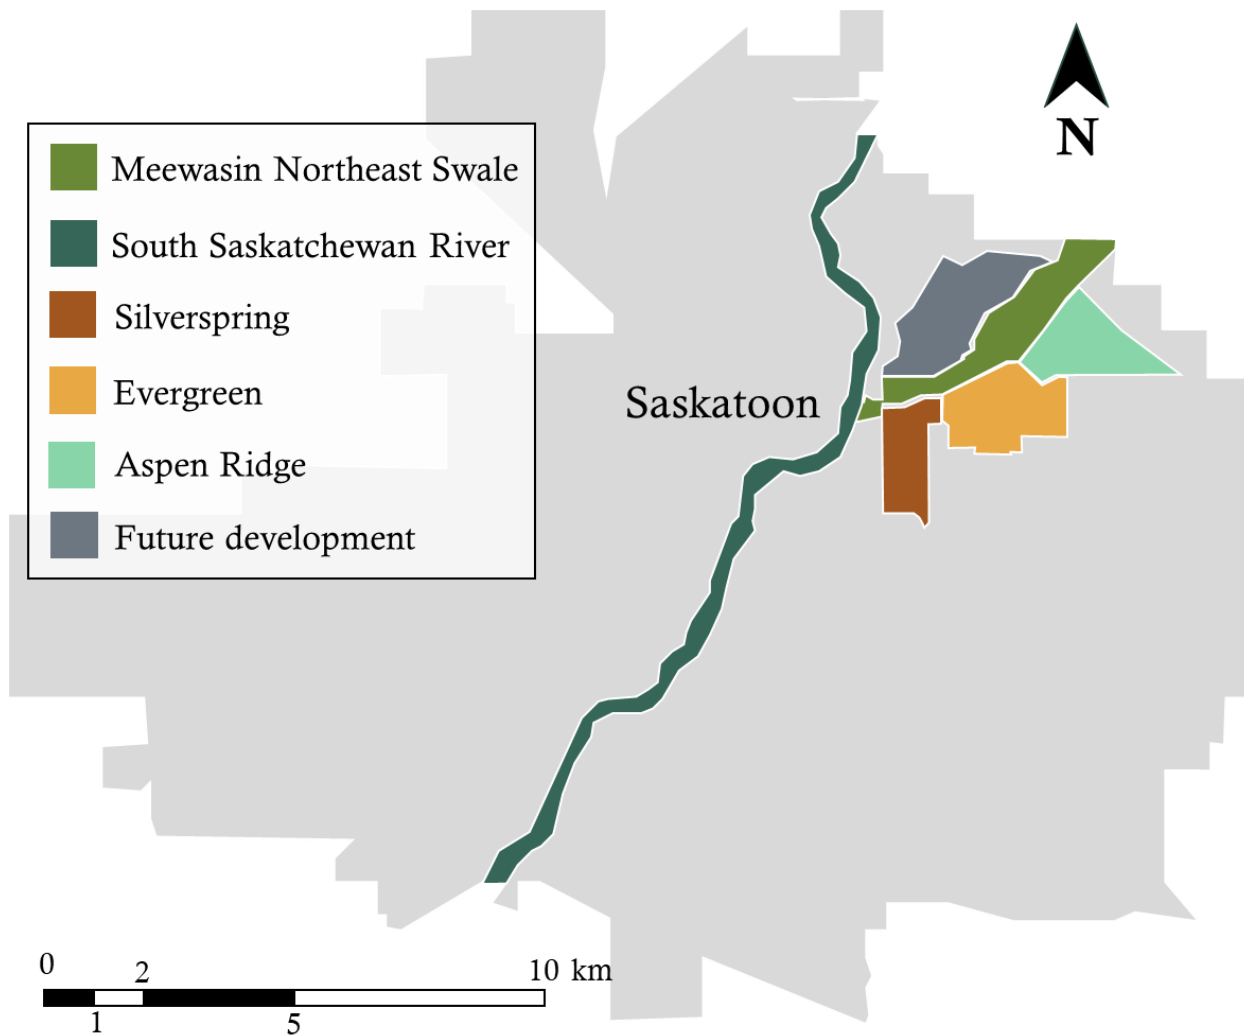 N
Meewasin Northeast Swale
South Saskatchewan River
Silverspring
Evergreen
Aspen Ridge
Future development
Saskatoon
0 2 10 km
1 5